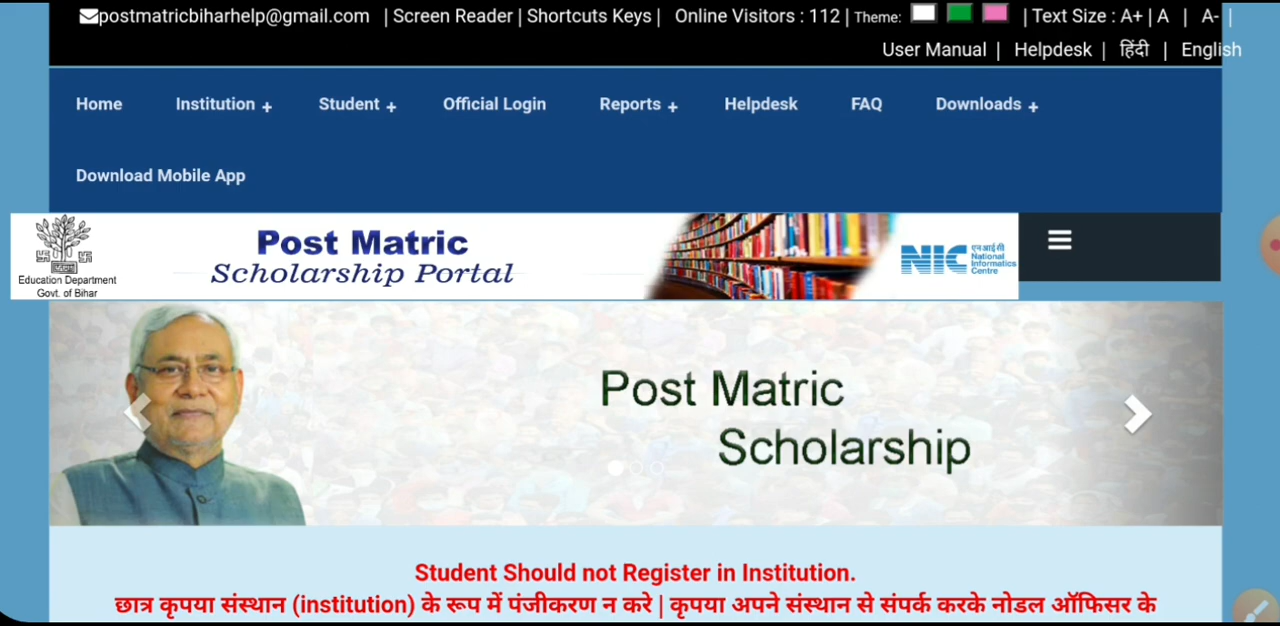 postmatricbiharhelp@gmail.com | Screen Reader | Shortcuts Keys | Online Visitors : 112 | Theme: | Text Size : A+ | A | A- |
User Manual | Helpdesk | हिंदी | English
Home Institution + Student + Official Login Reports + Helpdesk FAQ Downloads +
Download Mobile App
Education Department
Govt. of Bihar
Post Matric
Scholarship Portal
NIC एन आई सी
National
Informatics
Centre
Post Matric
Scholarship
Student Should not Register in Institution.
छात्र कृपया संस्थान (institution) के रूप में पंजीकरण न करे | कृपया अपने संस्थान से संपर्क करके नोडल ऑफिसर के